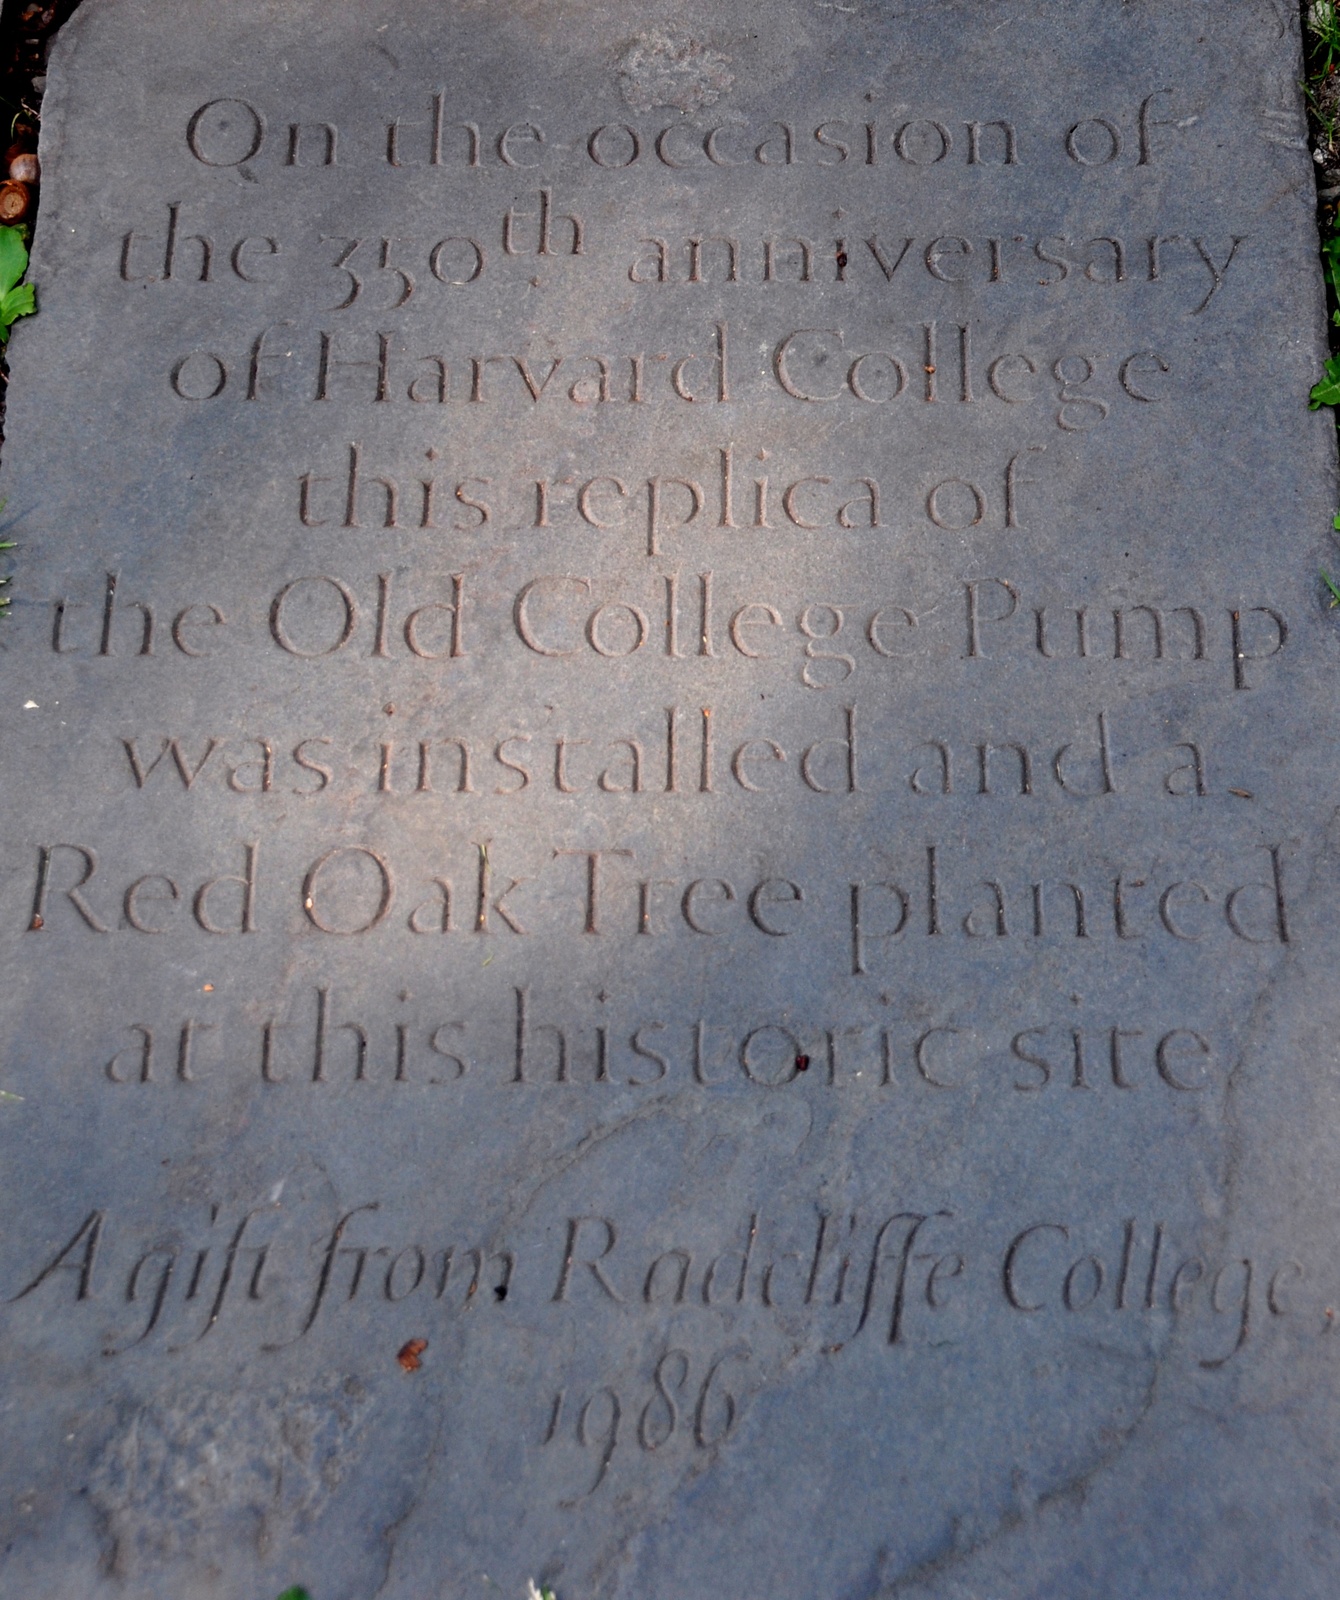 On the occasion of
the 350th anniversary
of Harvard College
this replica of
the Old College Pump
was installed and a
Red Oak Tree planted
at this historic site
A gift from Radcliffe College,
1986